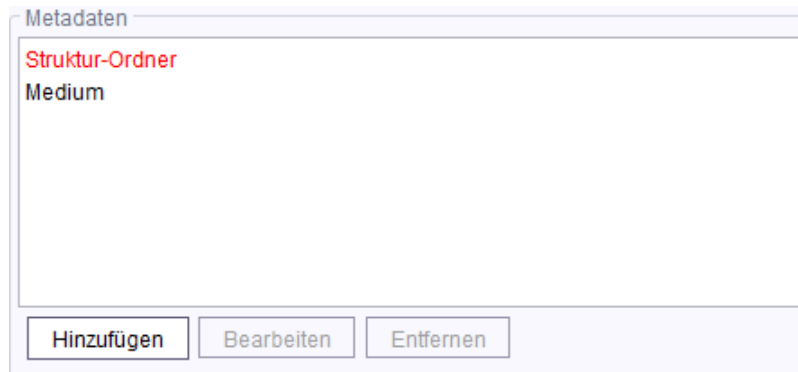 Metadaten
Struktur-Ordner
Medium
Hinzufügen Bearbeiten Entfernen